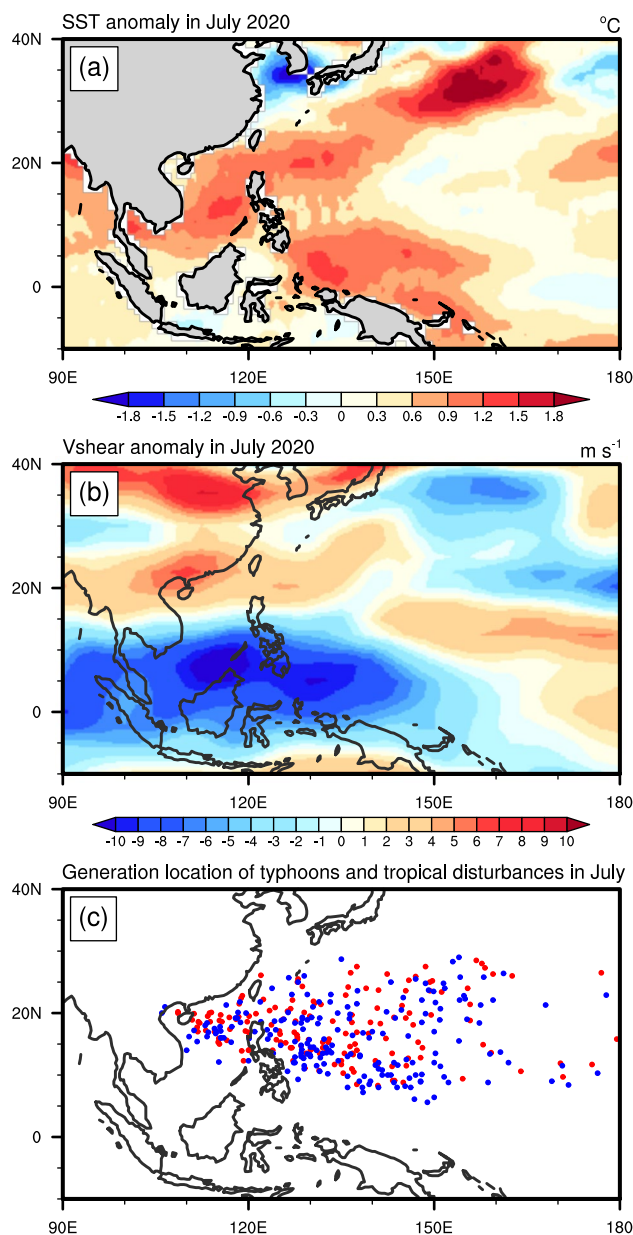 SST anomaly in July 2020 °C
(a)
40N
20N
0
90E 120E 150E 180
-1.8 -1.5 -1.2 -0.9 -0.6 -0.3 0 0.3 0.6 0.9 1.2 1.5 1.8
Vshear anomaly in July 2020 m s⁻¹
(b)
40N
20N
0
90E 120E 150E 180
-10 -9 -7 -6 -5 -4 -3 -2 -1 0 1 2 3 4 5 6 7 9 10
Generation location of typhoons and tropical disturbances in July
(c)
40N
20N
0
90E 120E 150E 180